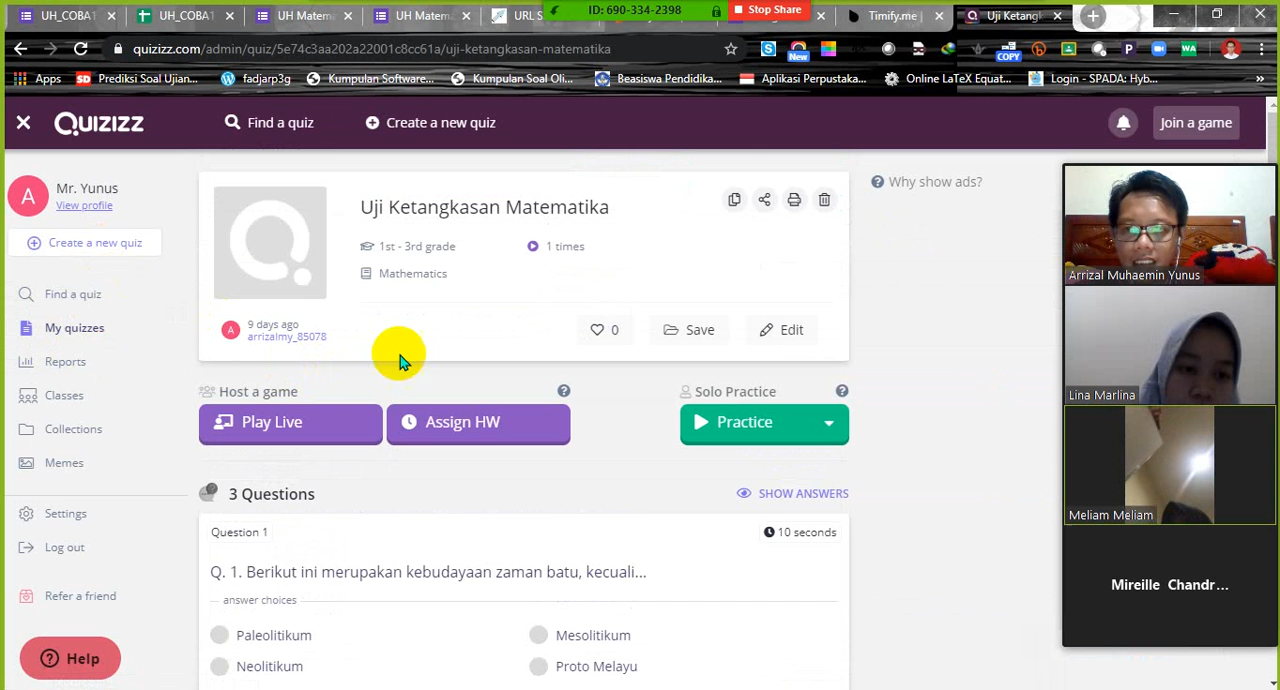 UH_COBA
UH_COBA
UH Matem
UH Matem
URL S
ID: 690-334-2398
Stop Share
Timify.me
Uji Ketang
quizizz.com/admin/quiz/5e74c3aa202a22001c8cc61a/uji-ketangkasan-matematika
New
COPY
P
WA
Apps
SD Prediksi Soal Ujian...
fadjarp3g
Kumpulan Software...
Kumpulan Soal Oli...
Beasiswa Pendidika...
Aplikasi Perpustaka...
Online LaTeX Equat...
Login - SPADA: Hyb...
»
QUIZIZZ
Find a quiz
Create a new quiz
Join a game
A
Mr. Yunus
View profile
Create a new quiz
Find a quiz
My quizzes
Reports
Classes
Collections
Memes
Settings
Log out
Refer a friend
Help
Uji Ketangkasan Matematika
1st - 3rd grade
1 times
Mathematics
A
9 days ago
arrizalmy_85078
0
Save
Edit
Why show ads?
Host a game
Solo Practice
Play Live
Assign HW
Practice
3 Questions
SHOW ANSWERS
Question 1
10 seconds
Q. 1. Berikut ini merupakan kebudayaan zaman batu, kecuali...
answer choices
Paleolitikum
Mesolitikum
Neolitikum
Proto Melayu
Arrizal Muhaemin Yunus
Lina Marlina
Meliam Meliam
Mireille Chandr...